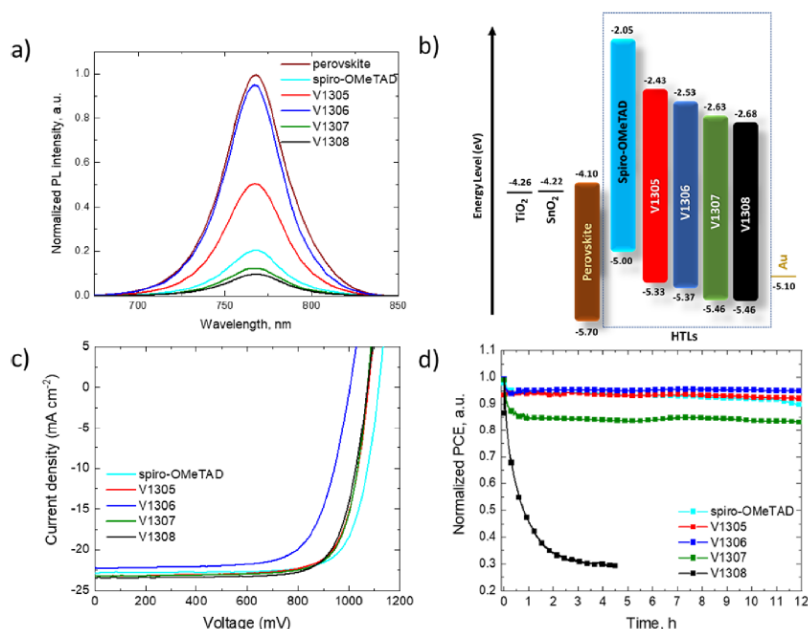 a)
Normalized PL intensity, a.u.
1.0
0.8
0.6
0.4
0.2
0.0
700
750
800
850
Wavelength, nm
perovskite
spiro-OMeTAD
V1305
V1306
V1307
V1308
b)
Energy Level (eV)
-4.26
TiO2
-4.22
SnO2
-4.10
Perovskite
-5.70
-2.05
Spiro-OMeTAD
-5.00
-2.43
V1305
-5.33
-2.53
V1306
-5.37
-2.63
V1307
-5.46
-2.68
V1308
-5.46
Au
-5.10
HTLs
c)
Current density (mA cm-2)
5
0
-5
-10
-15
-20
-25
0
200
400
600
800
1000
1200
Voltage (mV)
spiro-OMeTAD
V1305
V1306
V1307
V1308
d)
Normalized PCE, a.u.
1.1
1.0
0.9
0.8
0.7
0.6
0.5
0.4
0.3
0.2
0 1 2 3 4 5 6 7 8 9 10 11 12
Time, h
spiro-OMeTAD
V1305
V1306
V1307
V1308